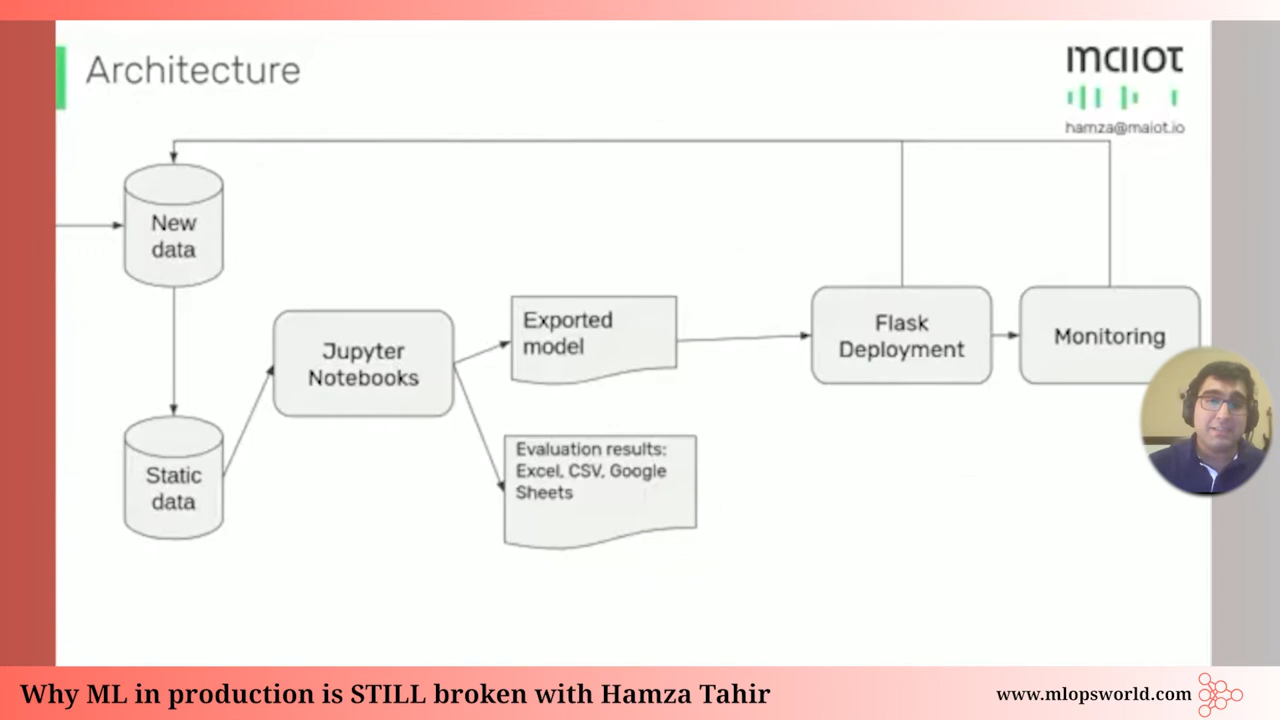 Architecture
maiot
hamza@maiot.io
New
data
Static
data
Jupyter
Notebooks
Exported
model
Evaluation results:
Excel, CSV, Google
Sheets
Flask
Deployment
Monitoring
Why ML in production is STILL broken with Hamza Tahir
www.mlopsworld.com